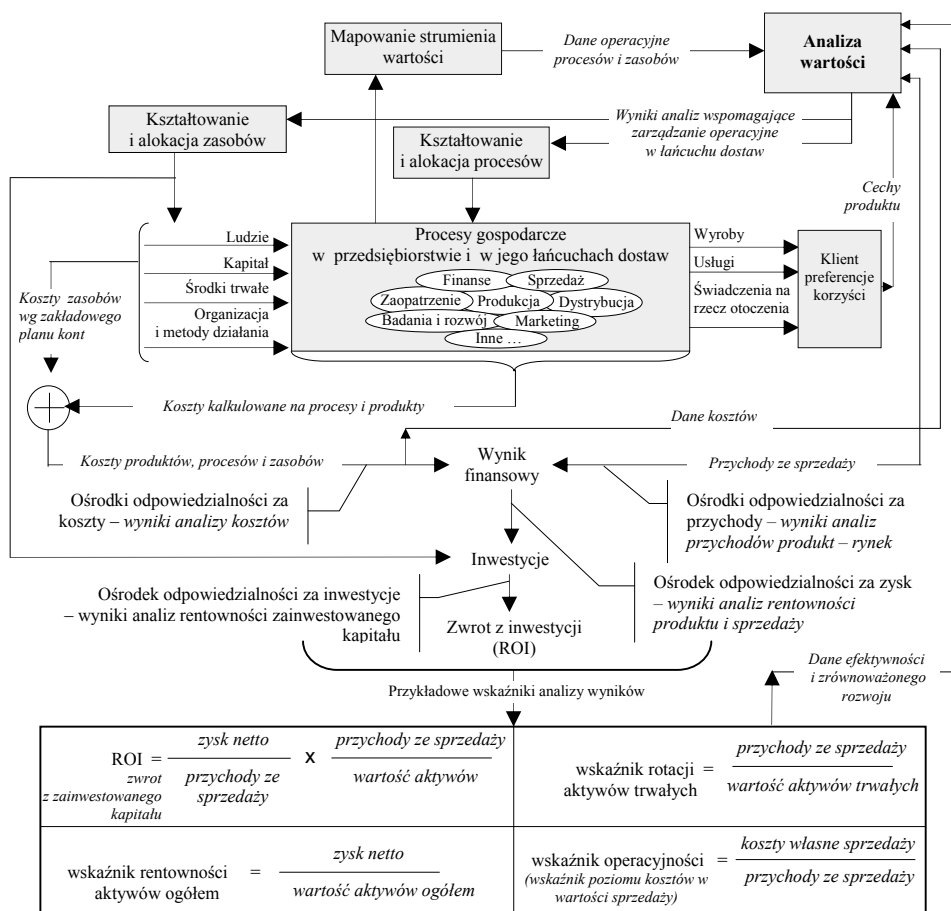 Mapowanie strumienia
wartości
Dane operacyjne
procesów i zasobów
Analiza
wartości
Kształtowanie
i alokacja zasobów
Wyniki analiz wspomagające
zarządzanie operacyjne
w łańcuchu dostaw
Kształtowanie
i alokacja procesów
Cechy
produktu
Ludzie
Kapitał
Środki trwałe
Organizacja
i metody działania
Koszty zasobów
wg zakładowego
planu kont
Procesy gospodarcze
w przedsiębiorstwie i w jego łańcuchach dostaw
Finanse
Sprzedaż
Zaopatrzenie
Produkcja
Dystrybucja
Badania i rozwój
Marketing
Inne …
Wyroby
Usługi
Świadczenia na
rzecz otoczenia
Klient
preferencje
korzyści
Koszty kalkulowane na procesy i produkty
Dane kosztów
Koszty produktów, procesów i zasobów
Wynik
finansowy
Przychody ze sprzedaży
Ośrodki odpowiedzialności za
koszty – wyniki analizy kosztów
Ośrodki odpowiedzialności za
przychody – wyniki analiz
przychodów produkt – rynek
Inwestycje
Ośrodek odpowiedzialności za inwestycje
– wyniki analiz rentowności zainwestowanego
kapitału
Ośrodek odpowiedzialności za zysk
– wyniki analiz rentowności
produktu i sprzedaży
Zwrot z inwestycji
(ROI)
Dane efektywności
i zrównoważonego
rozwoju
Przykładowe wskaźniki analizy wyników
ROI =
zwrot
z zainwestowanego
kapitału
zysk netto
przychody ze
sprzedaży
x
przychody ze sprzedaży
wartość aktywów
wskaźnik rotacji =
aktywów trwałych
przychody ze sprzedaży
wartość aktywów trwałych
wskaźnik rentowności =
aktywów ogółem
zysk netto
wartość aktywów ogółem
wskaźnik operacyjności =
(wskaźnik poziomu kosztów w
wartości sprzedaży)
koszty własne sprzedaży
przychody ze sprzedaży